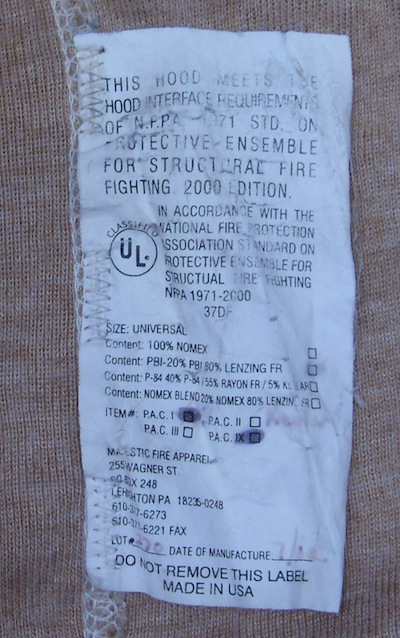 THIS HOOD MEETS THE
HOOD INTERFACE REQUIREMENTS
OF N.F.P.A. 1971 STD. ON
PROTECTIVE ENSEMBLE
FOR STRUCTURAL FIRE
FIGHTING 2000 EDITION.
CLASSIFIED
UL
IN ACCORDANCE WITH THE
NATIONAL FIRE PROTECTION
ASSOCIATION STANDARD ON
PROTECTIVE ENSEMBLE FOR
STRUCTUAL FIRE FIGHTING
NPA 1971-2000
37DF
SIZE: UNIVERSAL
Content: 100% NOMEX
Content: PBI-20% PBI 80% LENZING FR
Content: P-84 40% P-84/55% RAYON FR / 5% KEVLAR
Content: NOMEX BLEND 20% NOMEX 80% LENZING FR
ITEM#: P.A.C. I P.A.C. II
P.A.C. III P.A.C. IX
MAJESTIC FIRE APPAREL
255 WAGNER ST.
PO BOX 248
LEHIGHTON PA 18235-0248
610-377-6273
610-377-6221 FAX
LOT# DATE OF MANUFACTURE:
DO NOT REMOVE THIS LABEL
MADE IN USA